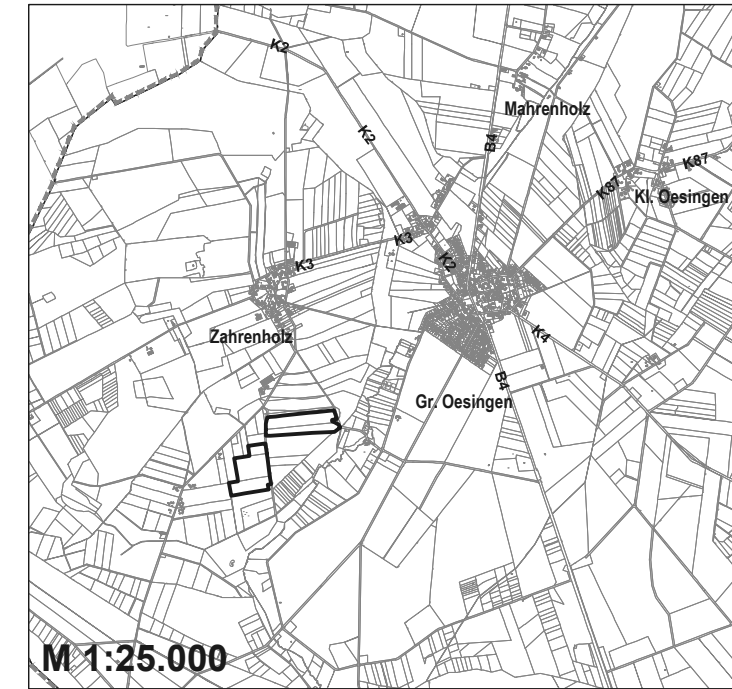 K2
Mahrenholz
K2
B4
K87
K87
Kl. Oesingen
K3
K3
K2
Zahrenholz
K4
B4
Gr. Oesingen
M 1:25.000